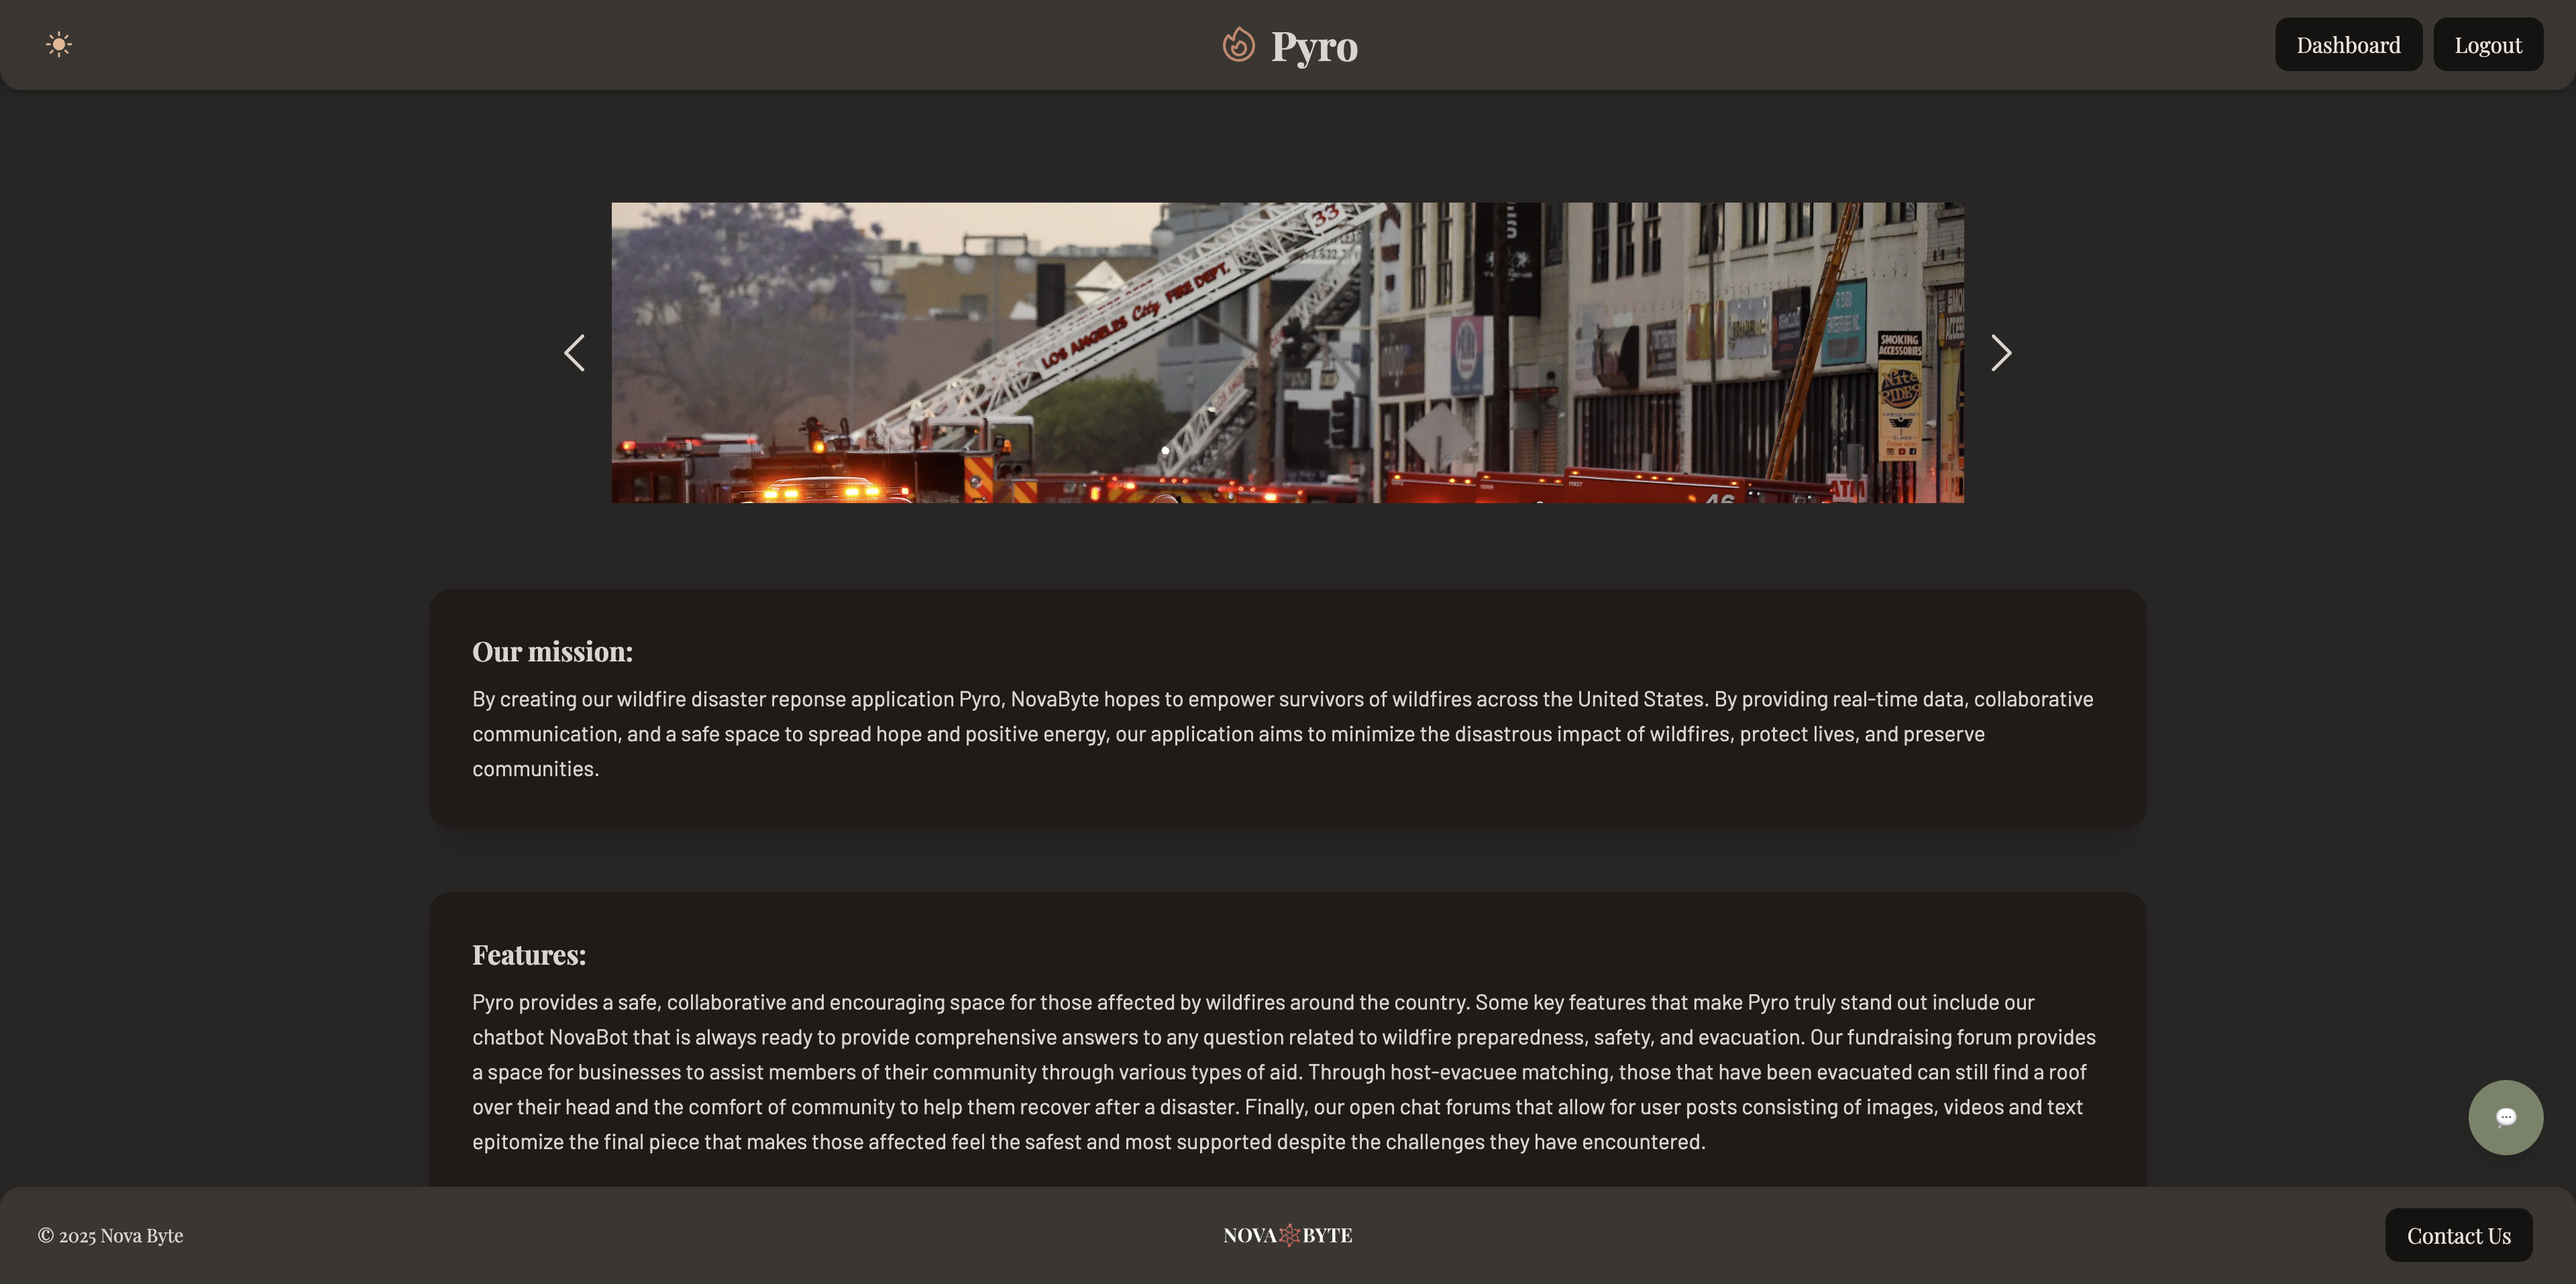 Pyro
Dashboard
Logout
33
LOS ANGELES City FIRE DEPT.
SMOKING
ACCESSORIES
Nite
RIDES
ATM
46
Our mission:
By creating our wildfire disaster reponse application Pyro, NovaByte hopes to empower survivors of wildfires across the United States. By providing real-time data, collaborative
communication, and a safe space to spread hope and positive energy, our application aims to minimize the disastrous impact of wildfires, protect lives, and preserve
communities.
Features:
Pyro provides a safe, collaborative and encouraging space for those affected by wildfires around the country. Some key features that make Pyro truly stand out include our
chatbot NovaBot that is always ready to provide comprehensive answers to any question related to wildfire preparedness, safety, and evacuation. Our fundraising forum provides
a space for businesses to assist members of their community through various types of aid. Through host-evacuee matching, those that have been evacuated can still find a roof
over their head and the comfort of community to help them recover after a disaster. Finally, our open chat forums that allow for user posts consisting of images, videos and text
epitomize the final piece that makes those affected feel the safest and most supported despite the challenges they have encountered.
© 2025 Nova Byte
NOVA BYTE
Contact Us